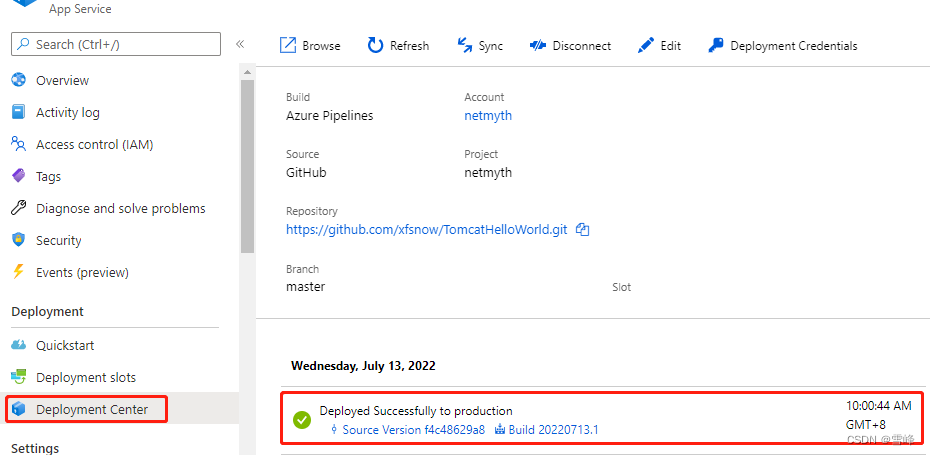 App Service
Search (Ctrl+/)
«
Overview
Activity log
Access control (IAM)
Tags
Diagnose and solve problems
Security
Events (preview)
Deployment
Quickstart
Deployment slots
Deployment Center
Settings
Browse Refresh Sync Disconnect Edit Deployment Credentials
Build Account
Azure Pipelines netmyth
Source Project
GitHub netmyth
Repository
https://github.com/xfsnow/TomcatHelloWorld.git
Branch
master Slot
Wednesday, July 13, 2022
Deployed Successfully to production 10:00:44 AM
Source Version f4c48629a8 Build 20220713.1 GMT+8
CSDN @雪峰